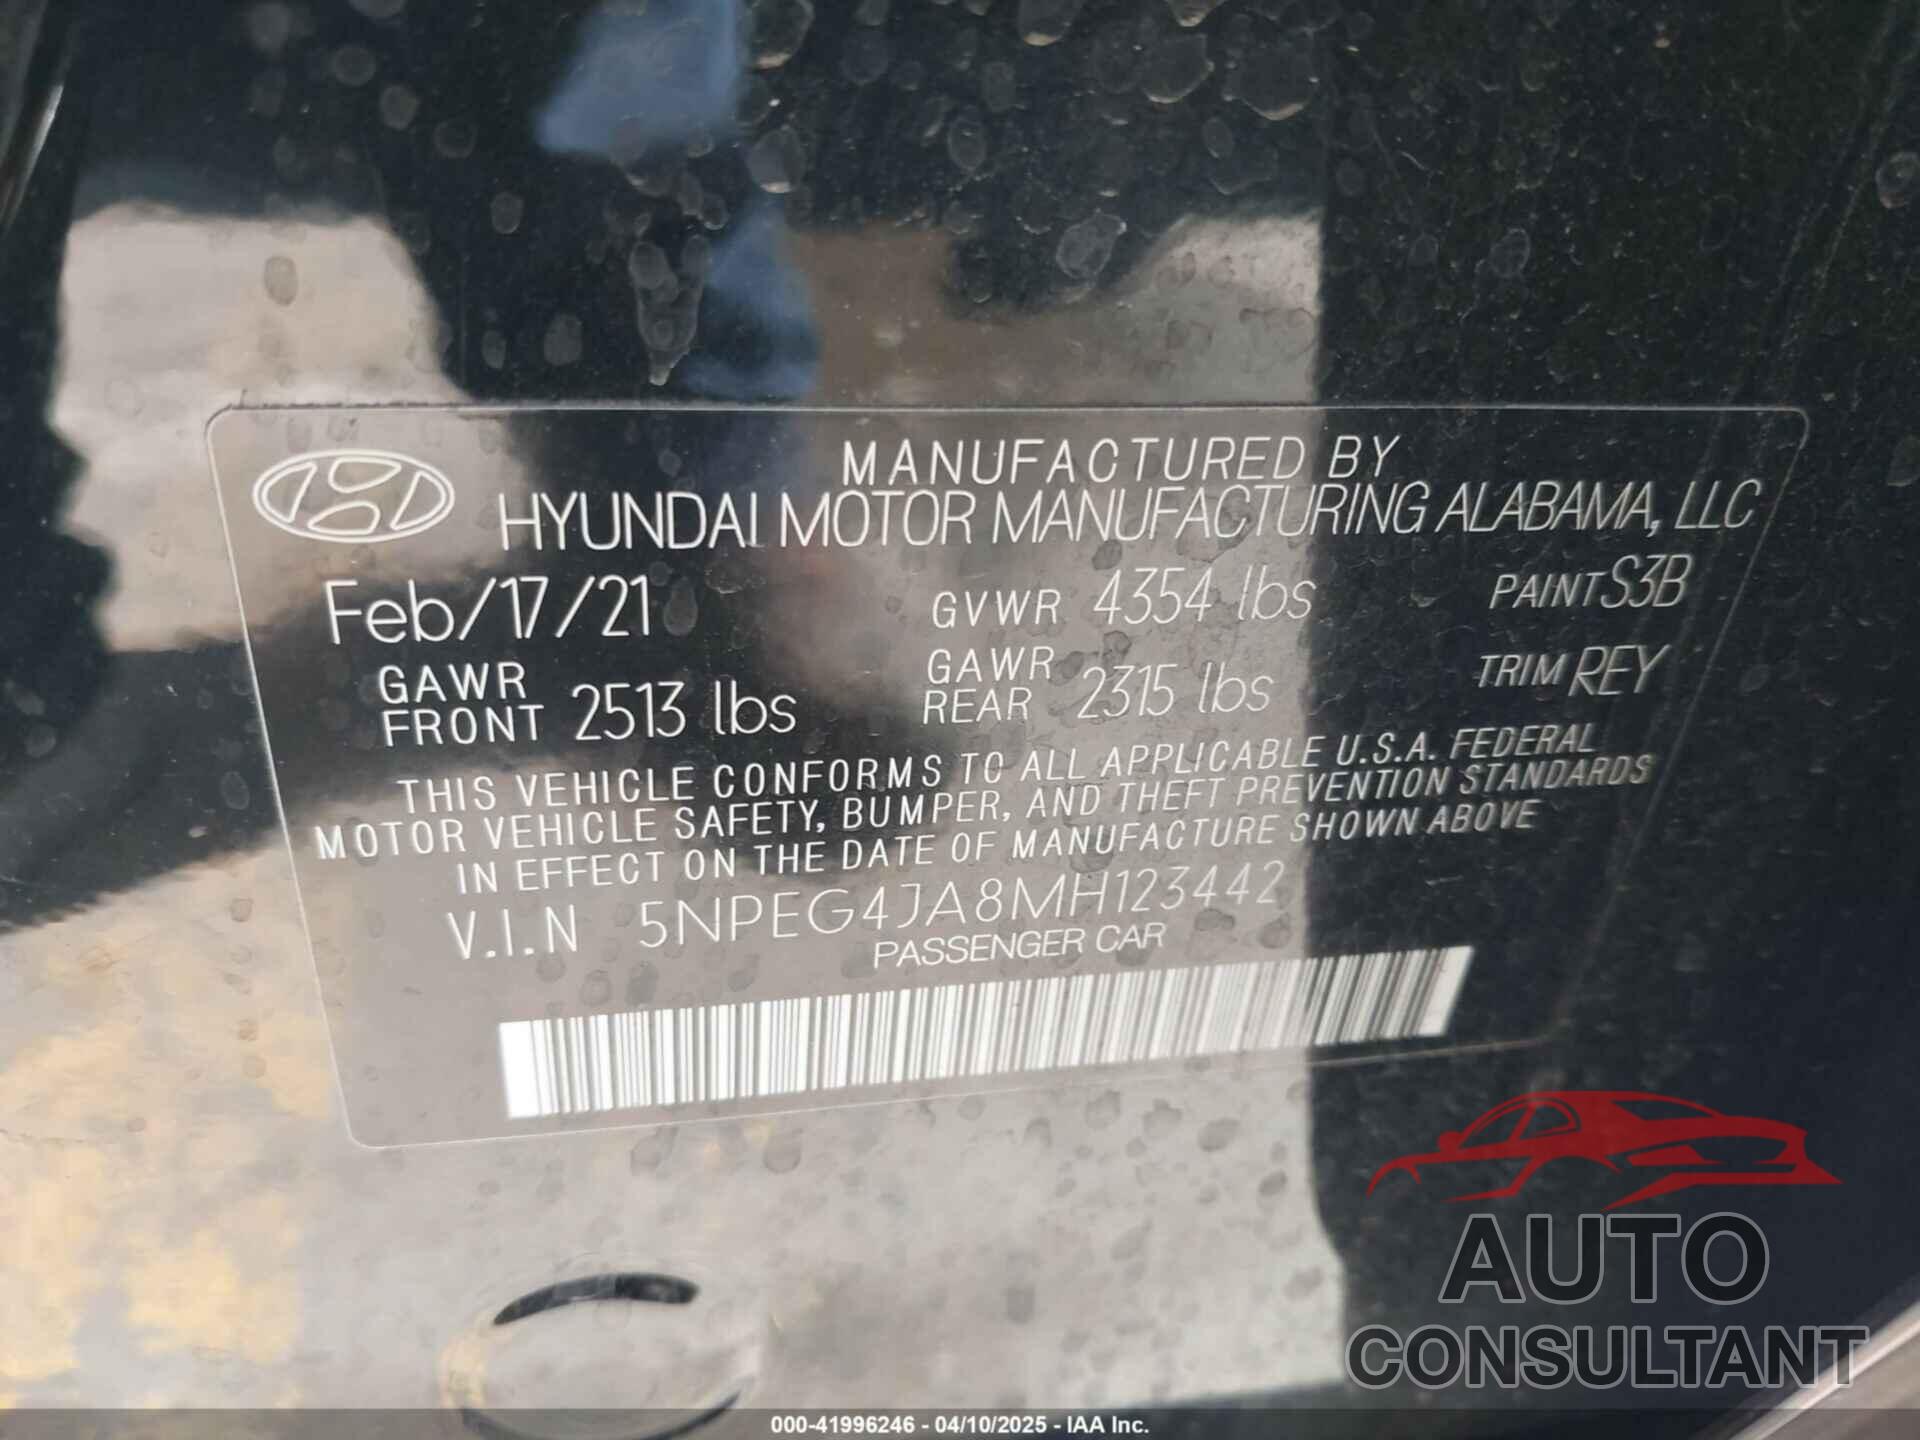 MANUFACTURED BY
HYUNDAI MOTOR MANUFACTURING ALABAMA, LLC
Feb/17/21 GVWR 4354 lbs PAINT S3B
GAWR FRONT 2513 lbs GAWR REAR 2315 lbs TRIM REY
THIS VEHICLE CONFORMS TO ALL APPLICABLE U.S.A. FEDERAL
MOTOR VEHICLE SAFETY, BUMPER, AND THEFT PREVENTION STANDARDS
IN EFFECT ON THE DATE OF MANUFACTURE SHOWN ABOVE
V.I.N 5NPEG4JA8MH123442
PASSENGER CAR
AUTO
CONSULTANT
000-41996246 - 04/10/2025 - IAA Inc.